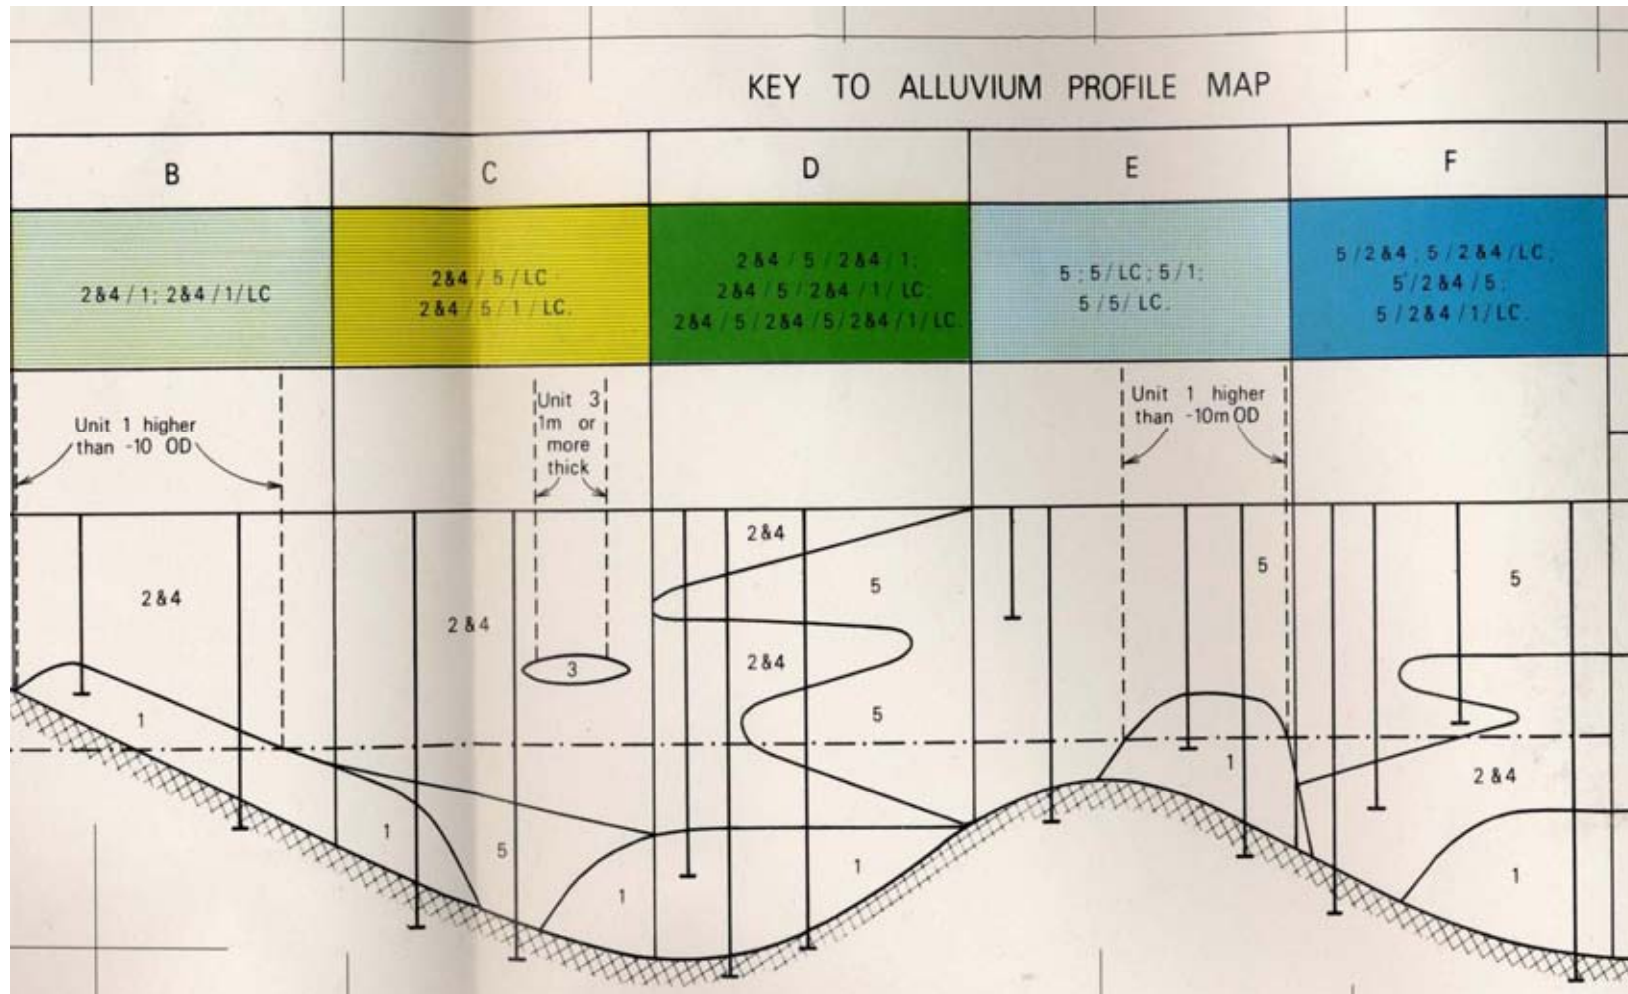 KEY TO ALLUVIUM PROFILE MAP
B
C
D
E
F
2&4 / 1; 2&4 / 1 / LC
2&4 / 5 / LC
2&4 / 5 / 1 / LC.
2&4 / 5 / 2&4 / 1;
2&4 / 5 / 2&4 / 1 / LC;
2&4 / 5 / 2&4 / 5 / 2&4 / 1 / LC.
5 ; 5 / LC ; 5 / 1 ;
5 / 5 / LC.
5 / 2&4 ; 5 / 2&4 / LC ;
5 / 2&4 / 5 ;
5 / 2&4 / 1 / LC.
Unit 1 higher
than -10 OD
Unit 3
1m or
more
thick
Unit 1 higher
than -10m OD
2&4
1
2&4
3
1
5
1
2&4
5
2&4
5
1
5
1
5
2&4
1